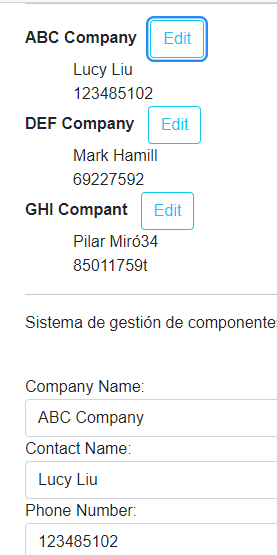 ABC Company Edit
Lucy Liu
123485102
DEF Company Edit
Mark Hamill
69227592
GHI Compant Edit
Pilar Miró34
85011759t
Sistema de gestión de componente
Company Name:
ABC Company
Contact Name:
Lucy Liu
Phone Number:
123485102